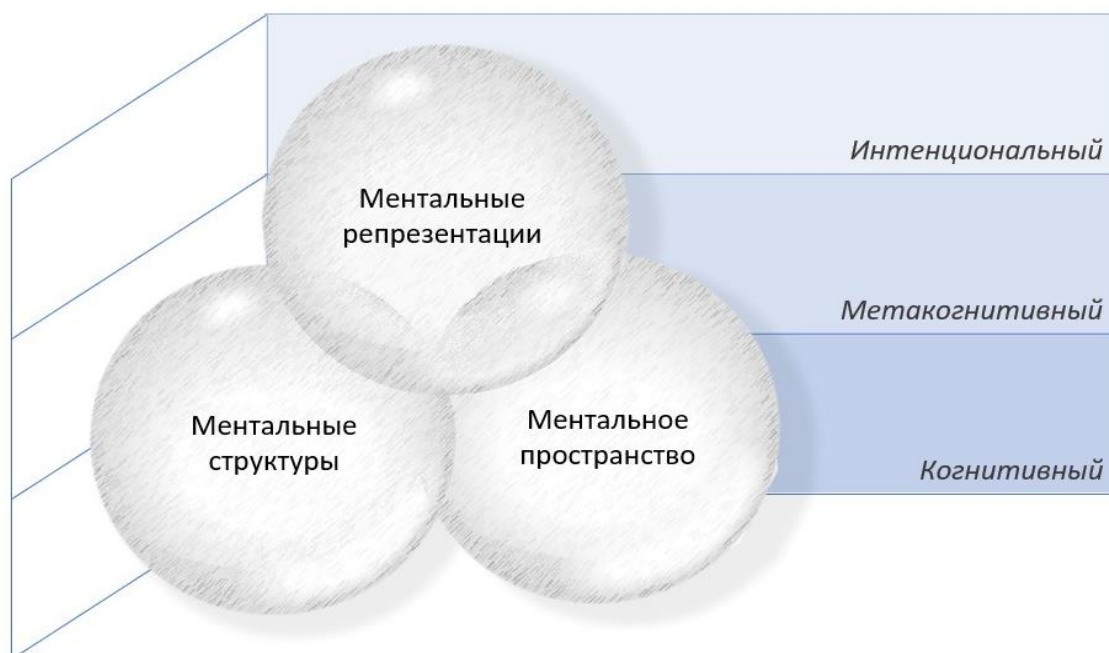 Интенциональный
Ментальные
репрезентации
Метакогнитивный
Ментальные
структуры
Ментальное
пространство
Когнитивный